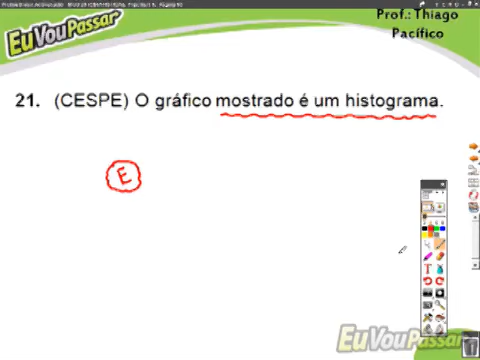 Prof.: Thiago
Pacífico
EuVouPassar
21. (CESPE) O gráfico mostrado é um histograma.
E
T
EuVouPassar